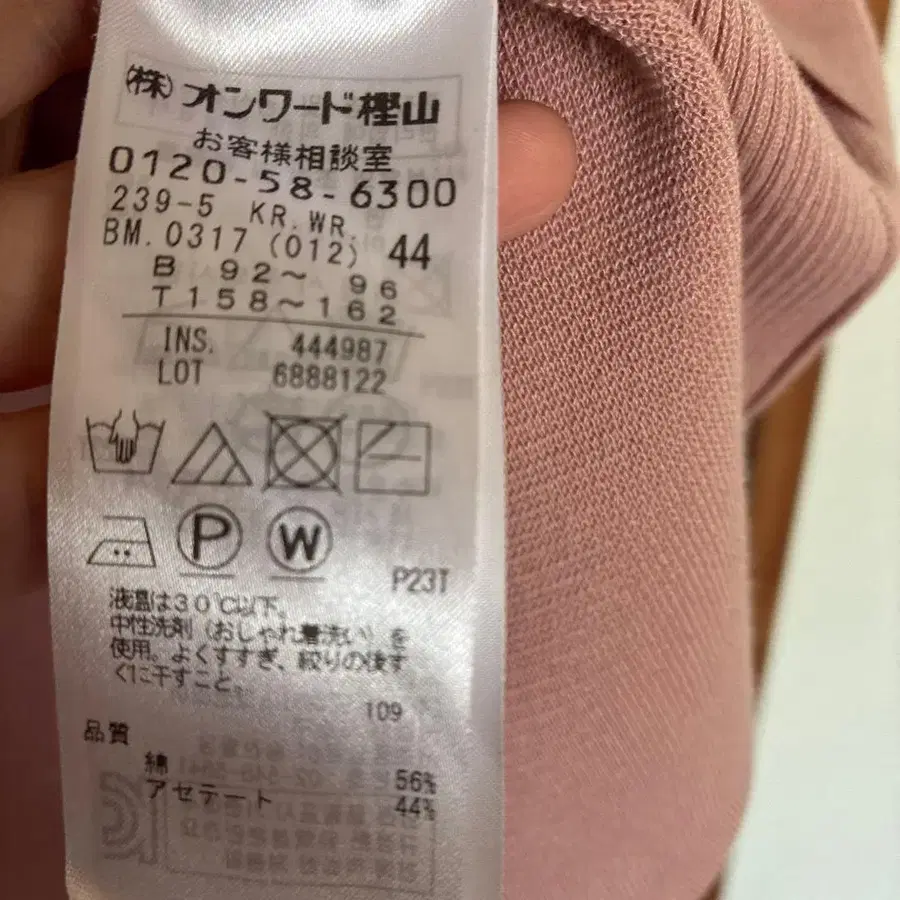 (株)オンワード樫山
お客様相談室
0120-58-6300
239-5 KR.WR.
BM.0317(012) 44
B 92〜 96
T158〜162
INS. 444987
LOT 6888122
P W
P23T
液温は30℃以下。
中性洗剤(おしゃれ着洗い)を
使用。よくすすぎ、絞りの後す
ぐに干すこと。
109
品質
綿 56%
アセテート 44%